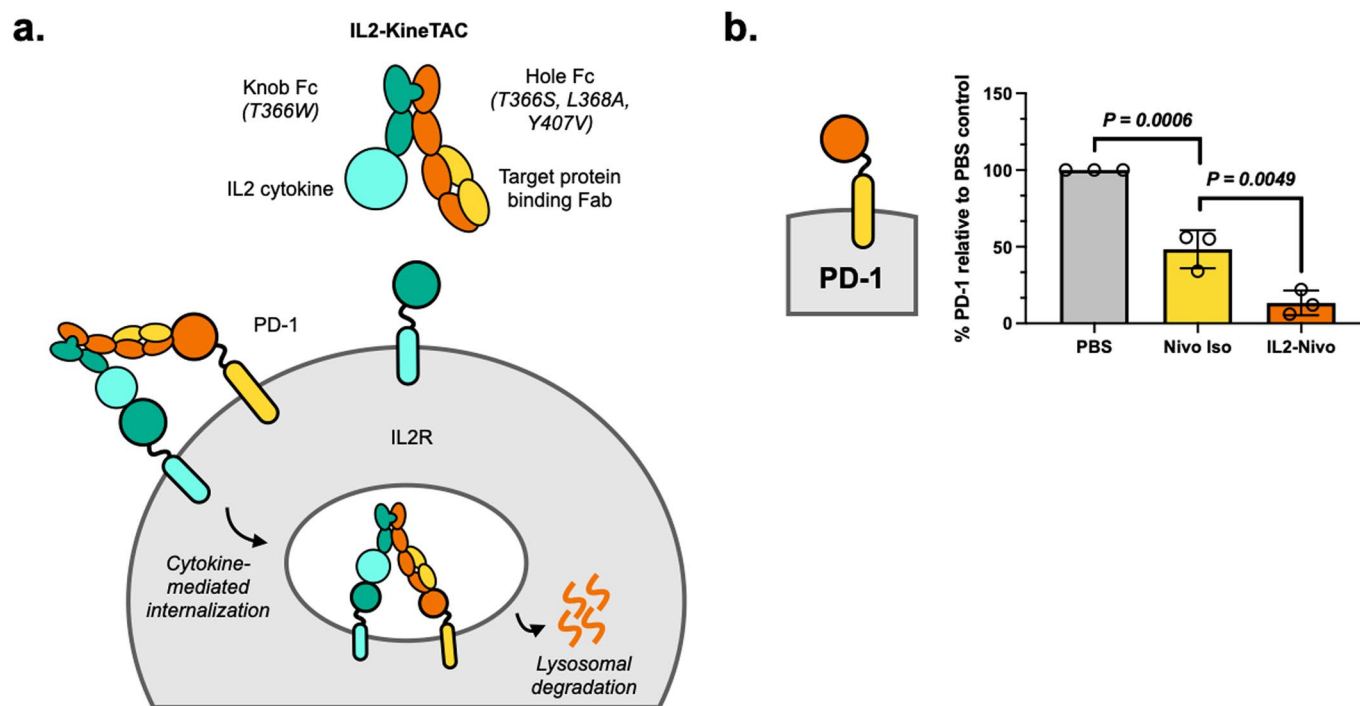 a.
IL2-KineTAC
Knob Fc
(T366W)
Hole Fc
(T366S, L368A,
Y407V)
IL2 cytokine
Target protein
binding Fab
PD-1
IL2R
Cytokine-
mediated
internalization
Lysosomal
degradation
b.
PD-1
% PD-1 relative to PBS control
150
100
50
0
P = 0.0006
P = 0.0049
PBS
Nivo Iso
IL2-Nivo